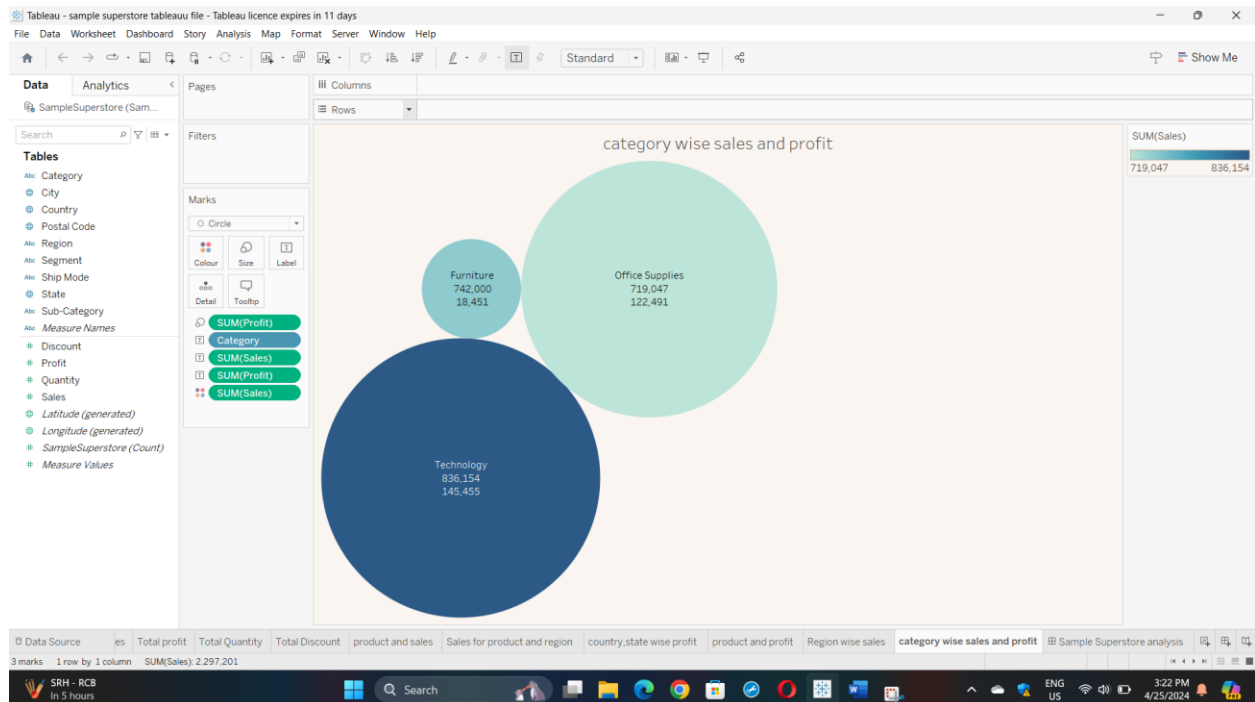 Tableau - sample superstore tableauu file - Tableau licence expires in 11 days
File Data Worksheet Dashboard Story Analysis Map Format Server Window Help
Standard
Show Me
Data Analytics
SampleSuperstore (Sam...
Search
Tables
Abc Category
City
Country
Postal Code
Abc Region
Abc Segment
Abc Ship Mode
State
Abc Sub-Category
Abc Measure Names
# Discount
# Profit
# Quantity
# Sales
Latitude (generated)
Longitude (generated)
# SampleSuperstore (Count)
# Measure Values
Pages
Filters
Marks
Circle
Colour Size Label
Detail Tooltip
SUM(Profit)
Category
SUM(Sales)
SUM(Profit)
SUM(Sales)
Columns
Rows
category wise sales and profit
Furniture
742,000
18,451
Office Supplies
719,047
122,491
Technology
836,154
145,455
SUM(Sales)
719,047 836,154
Data Source es Total profit Total Quantity Total Discount product and sales Sales for product and region country,state wise profit product and profit Region wise sales category wise sales and profit Sample Superstore analysis
3 marks 1 row by 1 column SUM(Sales): 2,297,201
SRH - RCB
In 5 hours
Search
ENG
US
3:22 PM
4/25/2024
PRE